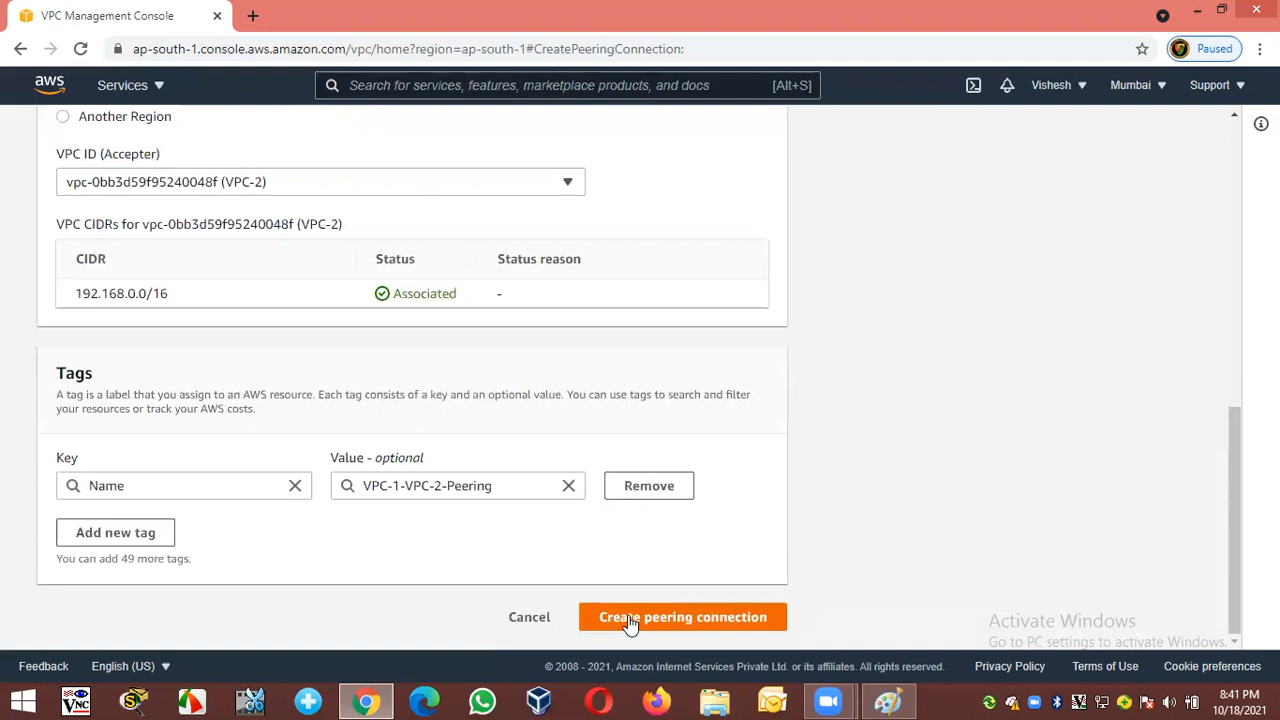 VPC Management Console
ap-south-1.console.aws.amazon.com/vpc/home?region=ap-south-1#CreatePeeringConnection:
Paused
aws
Services
Search for services, features, marketplace products, and docs
[Alt+S]
Vishesh
Mumbai
Support
Another Region
VPC ID (Accepter)
vpc-0bb3d59f95240048f (VPC-2)
VPC CIDRs for vpc-0bb3d59f95240048f (VPC-2)
CIDR Status Status reason
192.168.0.0/16 Associated -
Tags
A tag is a label that you assign to an AWS resource. Each tag consists of a key and an optional value. You can use tags to search and filter
your resources or track your AWS costs.
Key Value - optional
Name VPC-1-VPC-2-Peering Remove
Add new tag
You can add 49 more tags.
Cancel Create peering connection
Activate Windows
Go to PC settings to activate Windows.
Feedback English (US) © 2008 - 2021, Amazon Internet Services Private Ltd. or its affiliates. All rights reserved. Privacy Policy Terms of Use Cookie preferences
VNC
8:41 PM
10/18/2021